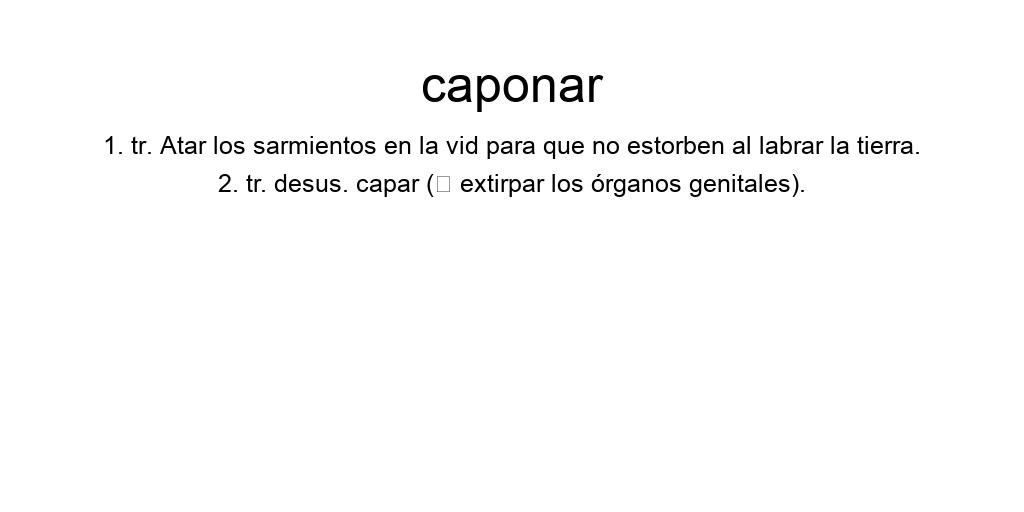 caponar
1. tr. Atar los sarmientos en la vid para que no estorben al labrar la tierra.
2. tr. desus. capar (□ extirpar los órganos genitales).